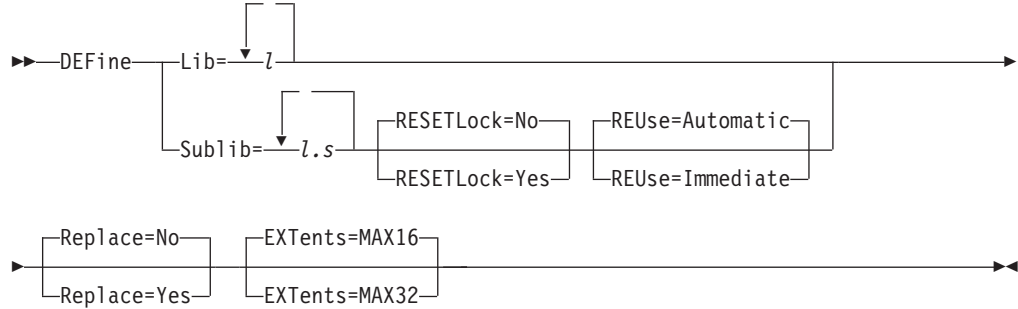 DEFine Lib= l
Sublib= l.s RESETLock=No REUse=Automatic
RESETLock=Yes REUse=Immediate
Replace=No EXTents=MAX16
Replace=Yes EXTents=MAX32